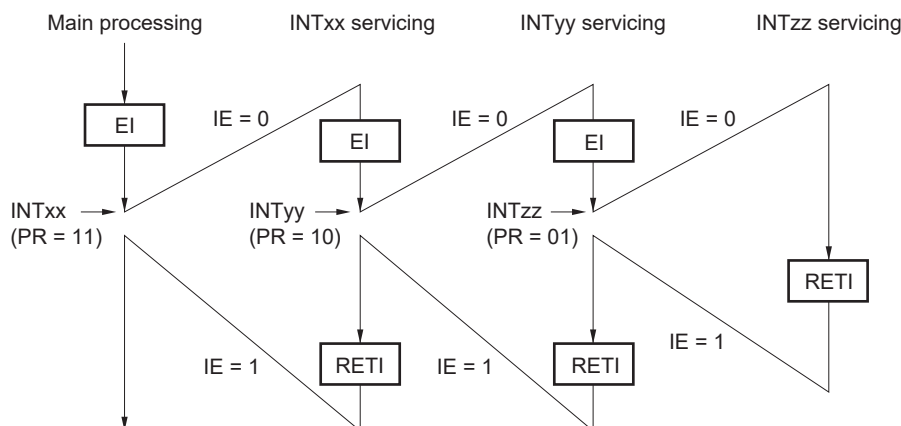 Main processing INTxx servicing INTyy servicing INTzz servicing
IE = 0 IE = 0 IE = 0
EI EI EI
INTxx INTyy INTzz
(PR = 11) (PR = 10) (PR = 01)
RETI
IE = 1
IE = 1 RETI IE = 1 RETI